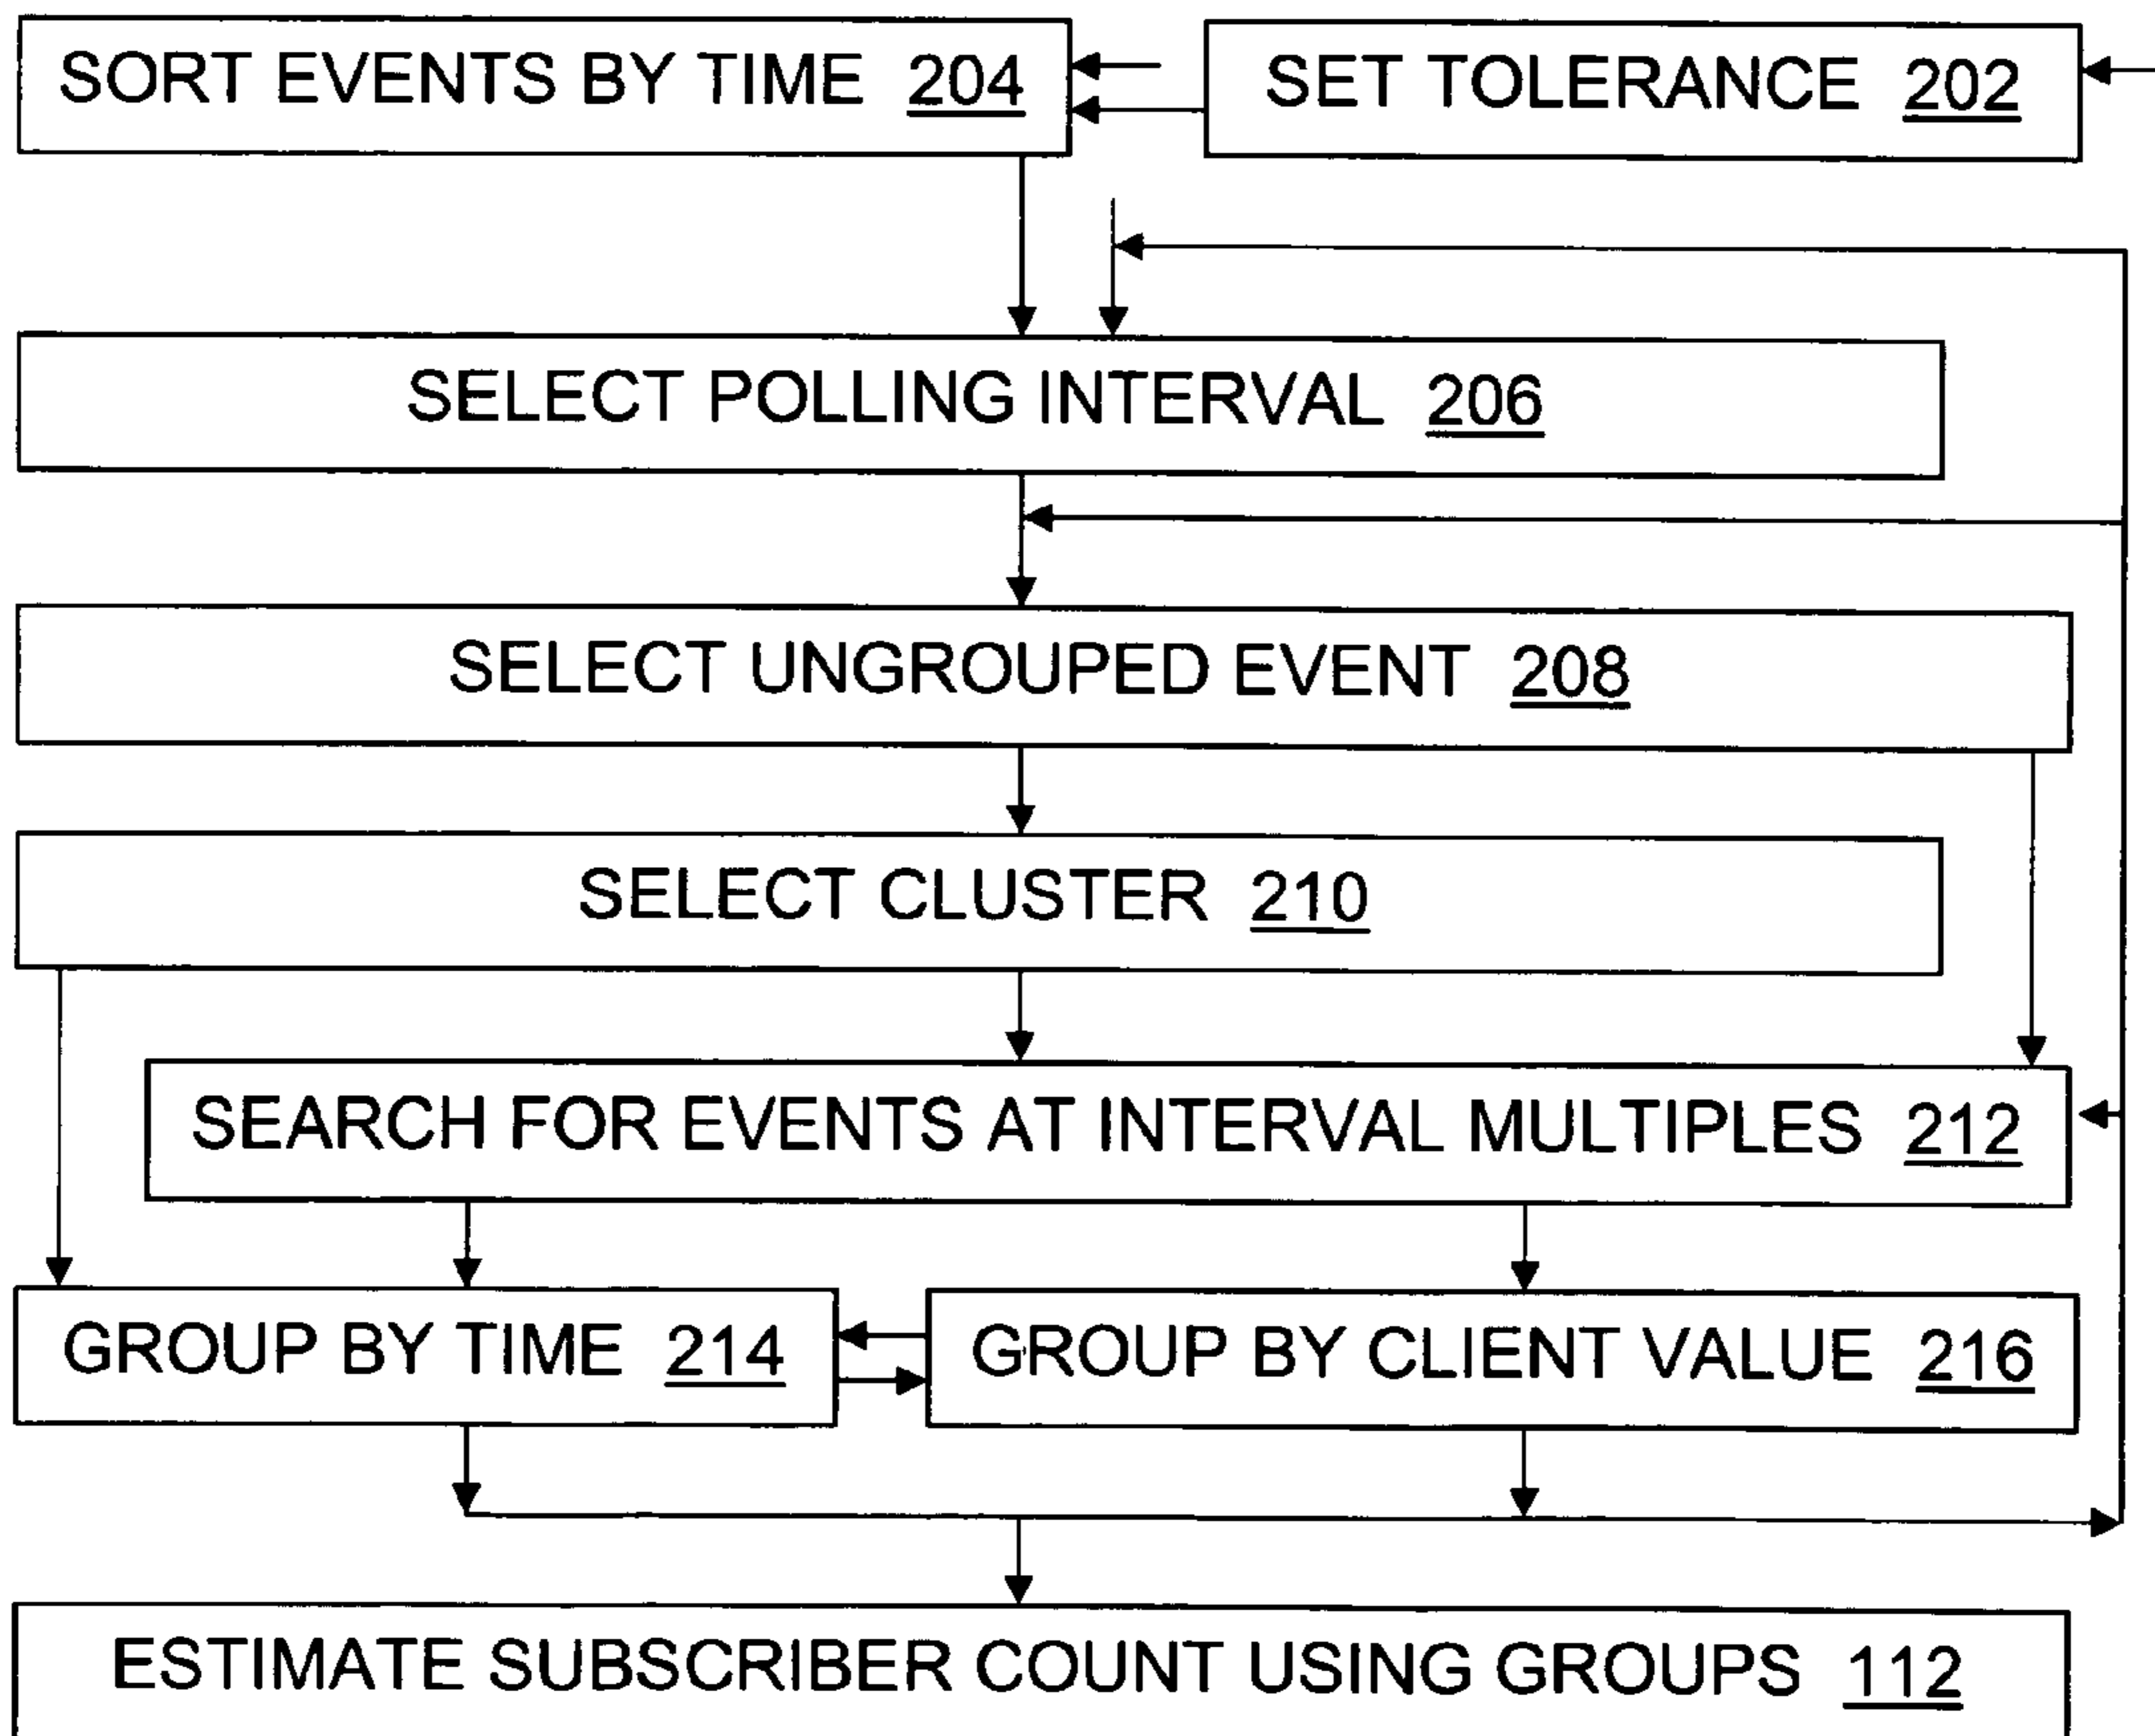 SORT EVENTS BY TIME 204
SET TOLERANCE 202
SELECT POLLING INTERVAL 206
SELECT UNGROUPED EVENT 208
SELECT CLUSTER 210
SEARCH FOR EVENTS AT INTERVAL MULTIPLES 212
GROUP BY TIME 214
GROUP BY CLIENT VALUE 216
ESTIMATE SUBSCRIBER COUNT USING GROUPS 112